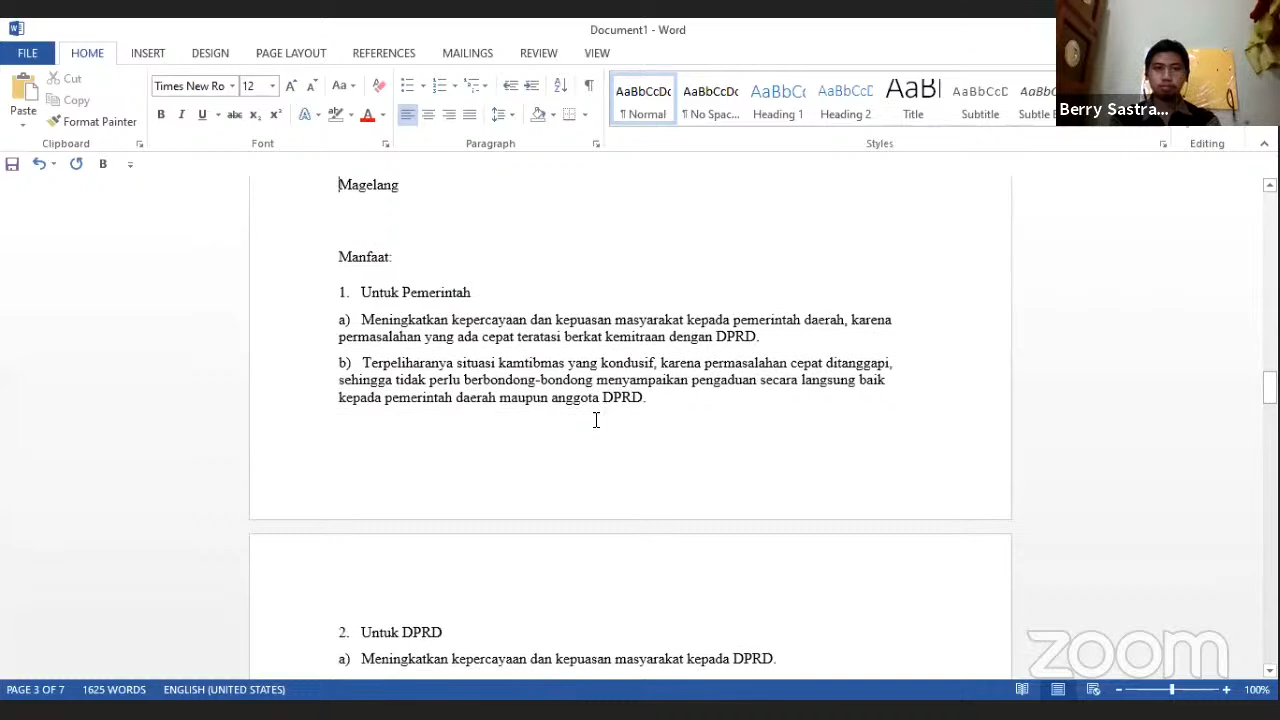 Document1 - Word
FILE HOME INSERT DESIGN PAGE LAYOUT REFERENCES MAILINGS REVIEW VIEW
Berry Sastra...
Paste
Cut
Copy
Format Painter
Clipboard
Times New Ro 12
Font
Paragraph
AaBbCcDc AaBbCcDc AaBbCc AaBbCcD AaBl AaBbCcD
¶ Normal ¶ No Spac... Heading 1 Heading 2 Title Subtitle Subtle
Styles
Editing
Magelang
Manfaat:
1. Untuk Pemerintah
a) Meningkatkan kepercayaan dan kepuasan masyarakat kepada pemerintah daerah, karena
permasalahan yang ada cepat teratasi berkat kemitraan dengan DPRD.
b) Terpeliharanya situasi kamtibmas yang kondusif, karena permasalahan cepat ditanggapi,
sehingga tidak perlu berbondong-bondong menyampaikan pengaduan secara langsung baik
kepada pemerintah daerah maupun anggota DPRD.
2. Untuk DPRD
a) Meningkatkan kepercayaan dan kepuasan masyarakat kepada DPRD.
zoom
PAGE 3 OF 7 1625 WORDS ENGLISH (UNITED STATES) 100%